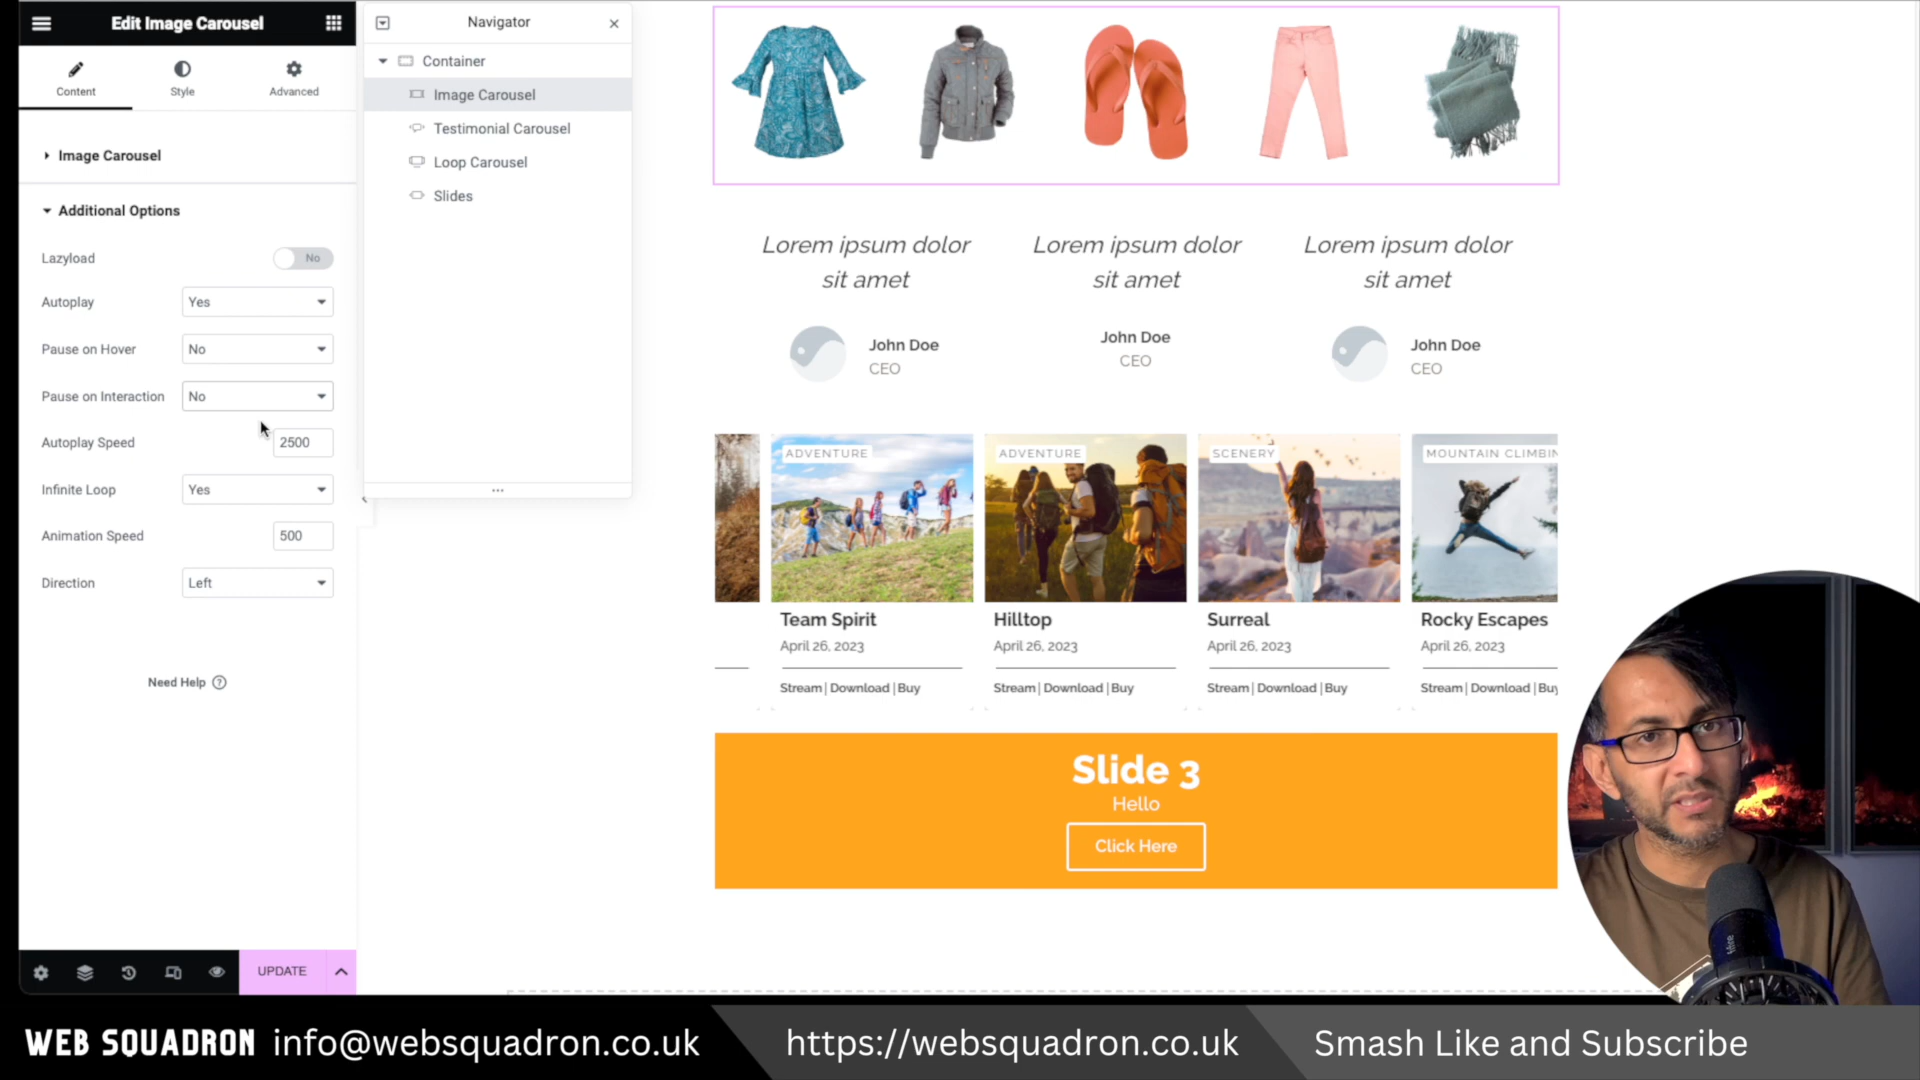 Edit Image Carousel
Content
Style
Advanced
Image Carousel
Additional Options
Lazyload
No
Autoplay
Yes
Pause on Hover
No
Pause on Interaction
No
Autoplay Speed
2500
Infinite Loop
Yes
Animation Speed
500
Direction
Left
Need Help
UPDATE
Navigator
Container
Image Carousel
Testimonial Carousel
Loop Carousel
Slides
Lorem ipsum dolor
sit amet
John Doe
CEO
Lorem ipsum dolor
sit amet
John Doe
CEO
Lorem ipsum dolor
sit amet
John Doe
CEO
ADVENTURE
Team Spirit
April 26, 2023
Stream | Download | Buy
ADVENTURE
Hilltop
April 26, 2023
Stream | Download | Buy
SCENERY
Surreal
April 26, 2023
Stream | Download | Buy
MOUNTAIN CLIMBIN
Rocky Escapes
April 26, 2023
Stream | Download | Buy
Slide 3
Hello
Click Here
WEB SQUADRON info@websquadron.co.uk
https://websquadron.co.uk
Smash Like and Subscribe